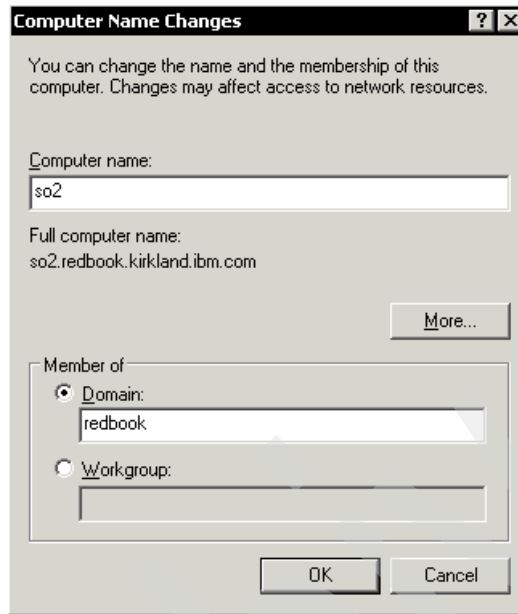 Computer Name Changes
You can change the name and the membership of this
computer. Changes may affect access to network resources.
Computer name:
so2
Full computer name:
so2.redbook.kirkland.ibm.com
More...
Member of
Domain:
redbook
Workgroup:
OK
Cancel